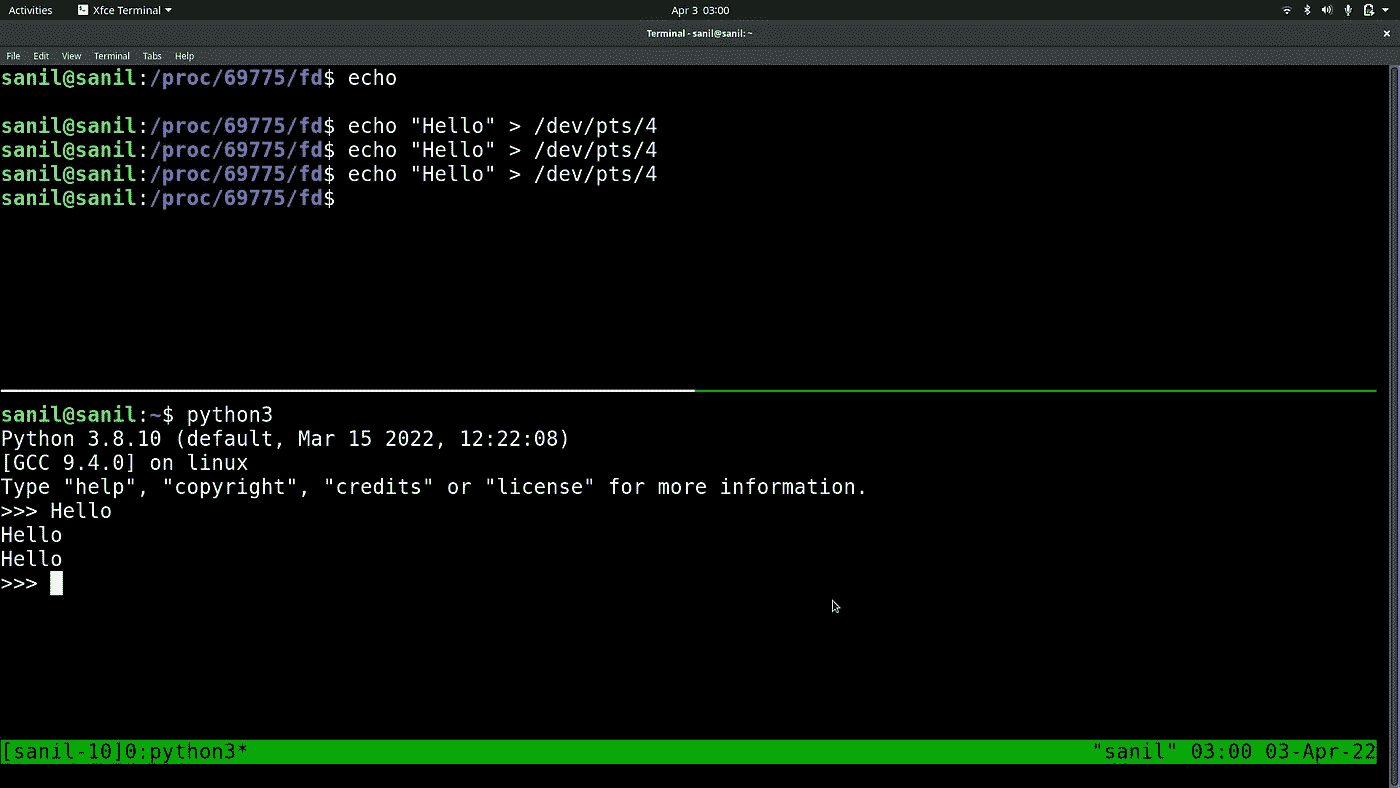 Activities Xfce Terminal Apr 3 03:00
Terminal - sanil@sanil: ~
File Edit View Terminal Tabs Help
sanil@sanil:/proc/69775/fd$ echo
sanil@sanil:/proc/69775/fd$ echo "Hello" > /dev/pts/4
sanil@sanil:/proc/69775/fd$ echo "Hello" > /dev/pts/4
sanil@sanil:/proc/69775/fd$ echo "Hello" > /dev/pts/4
sanil@sanil:/proc/69775/fd$
sanil@sanil:~$ python3
Python 3.8.10 (default, Mar 15 2022, 12:22:08)
[GCC 9.4.0] on linux
Type "help", "copyright", "credits" or "license" for more information.
>>> Hello
Hello
Hello
>>>
[sanil-10]0:python3* "sanil" 03:00 03-Apr-22